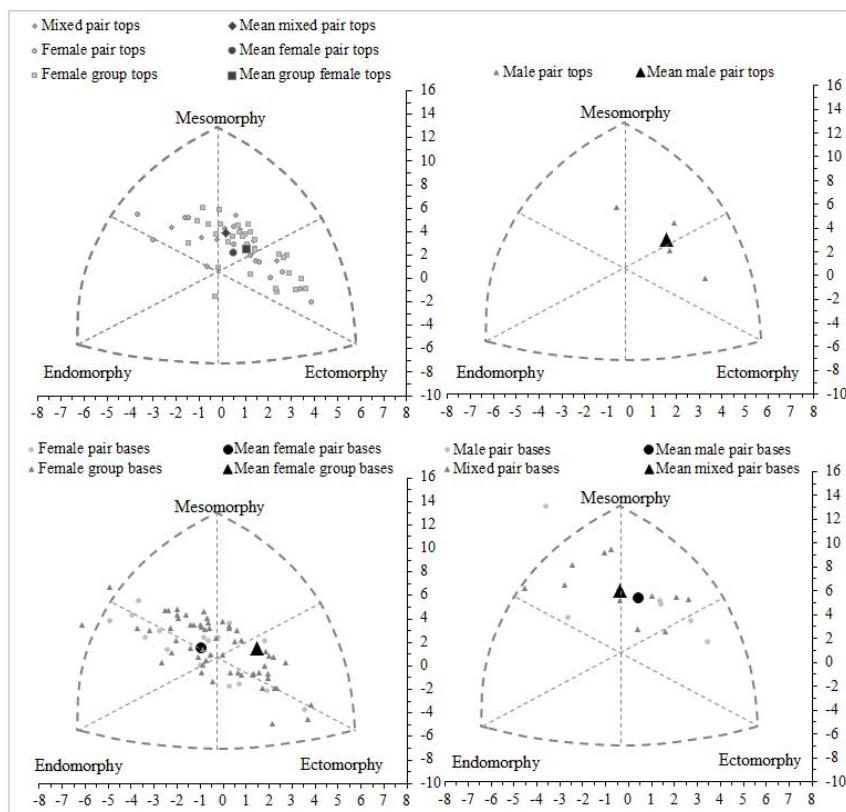 Mixed pair tops Mean mixed pair tops
Female pair tops Mean female pair tops
Female group tops Mean group female tops
Mesomorphy
Endomorphy Ectomorphy
16
14
12
10
8
6
4
2
0
-2
-4
-6
-8
-10
-8 -7 -6 -5 -4 -3 -2 -1 0 1 2 3 4 5 6 7 8
Male pair tops Mean male pair tops
Mesomorphy
Endomorphy Ectomorphy
16
14
12
10
8
6
4
2
0
-2
-4
-6
-8
-10
-8 -7 -6 -5 -4 -3 -2 -1 0 1 2 3 4 5 6 7 8
Female pair bases Mean female pair bases
Female group bases Mean female group bases
Mesomorphy
Endomorphy Ectomorphy
16
14
12
10
8
6
4
2
0
-2
-4
-6
-8
-10
-8 -7 -6 -5 -4 -3 -2 -1 0 1 2 3 4 5 6 7 8
Male pair bases Mean male pair bases
Mixed pair bases Mean mixed pair bases
Mesomorphy
Endomorphy Ectomorphy
16
14
12
10
8
6
4
2
0
-2
-4
-6
-8
-10
-8 -7 -6 -5 -4 -3 -2 -1 0 1 2 3 4 5 6 7 8